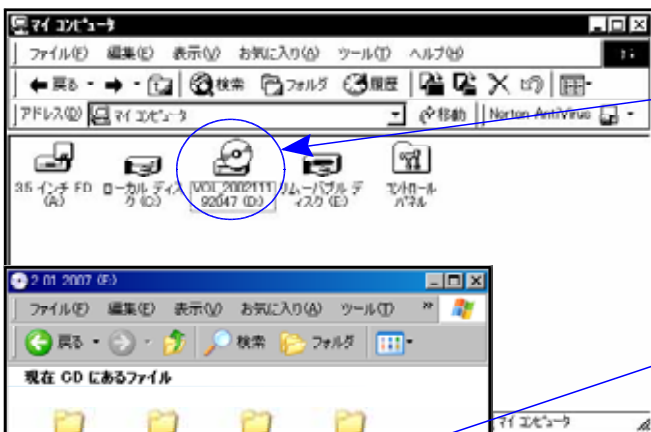 マイ コンピュータ
ファイル(F) 編集(E) 表示(V) お気に入り(A) ツール(T) ヘルプ(H)
戻る 検索 フォルダ 履歴
アドレス(D) マイ コンピュータ 移動 Norton AntiVirus
3.5 インチ FD (A:)
ローカル ディスク (C:)
VOL_200211192047 (D:)
リムーバブル ディスク (E:)
コントロール パネル
2 01 2007 (E:)
ファイル(F) 編集(E) 表示(V) お気に入り(A) ツール(T) »
戻る 検索 フォルダ
現在 CD にあるファイル
マイ コンピュータ